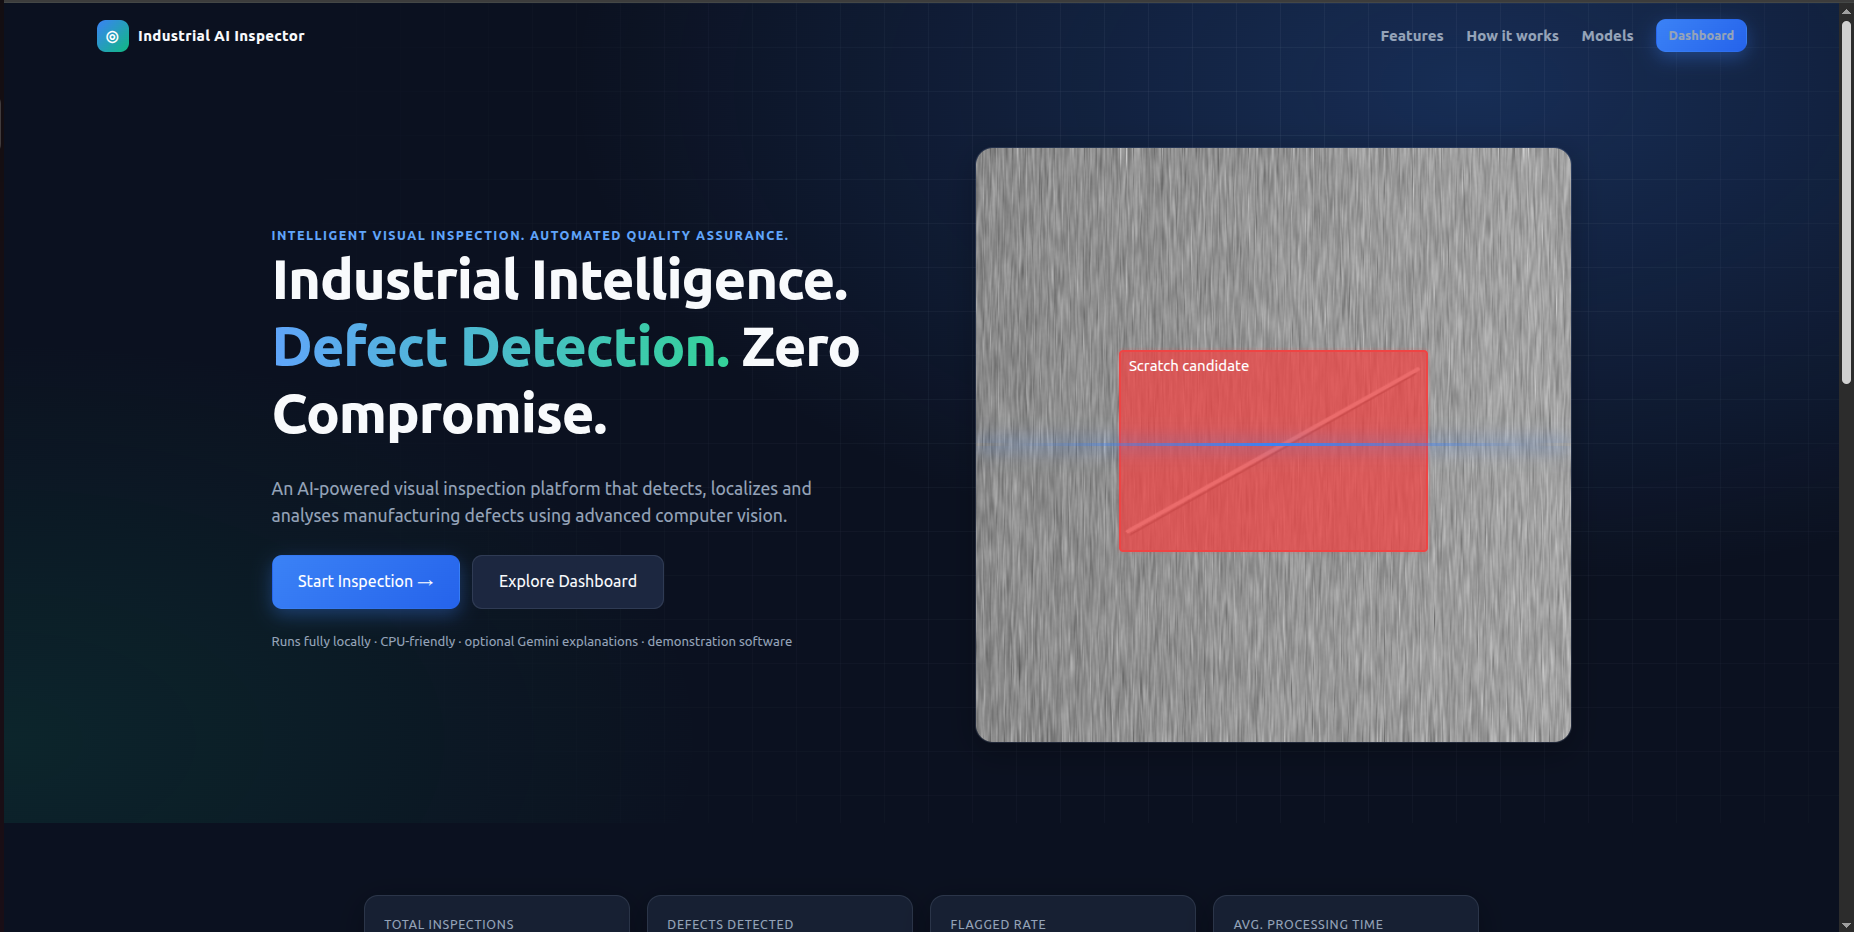 Industrial AI Inspector
Features
How it works
Models
Dashboard
INTELLIGENT VISUAL INSPECTION. AUTOMATED QUALITY ASSURANCE.
Industrial Intelligence.
Defect Detection. Zero
Compromise.
An AI-powered visual inspection platform that detects, localizes and
analyses manufacturing defects using advanced computer vision.
Start Inspection →
Explore Dashboard
Runs fully locally · CPU-friendly · optional Gemini explanations · demonstration software
Scratch candidate
TOTAL INSPECTIONS
DEFECTS DETECTED
FLAGGED RATE
AVG. PROCESSING TIME